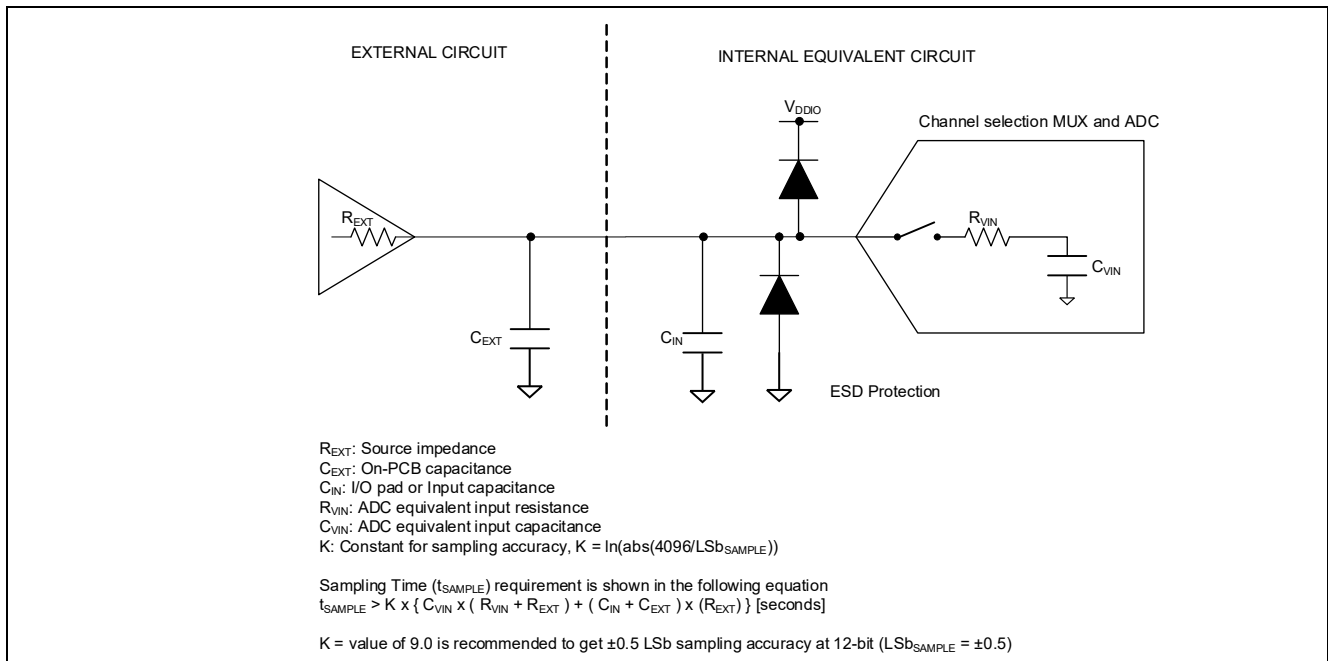 EXTERNAL CIRCUIT
INTERNAL EQUIVALENT CIRCUIT
VDDIO
Channel selection MUX and ADC
REXT
RVIN
CVIN
CEXT
CIN
ESD Protection
REXT: Source impedance
CEXT: On-PCB capacitance
CIN: I/O pad or Input capacitance
RVIN: ADC equivalent input resistance
CVIN: ADC equivalent input capacitance
K: Constant for sampling accuracy, K = ln(abs(4096/LSbSAMPLE))
Sampling Time (tSAMPLE) requirement is shown in the following equation
tSAMPLE > K x { CVIN x ( RVIN + REXT ) + ( CIN + CEXT ) x (REXT) } [seconds]
K = value of 9.0 is recommended to get ±0.5 LSb sampling accuracy at 12-bit (LSbSAMPLE = ±0.5)